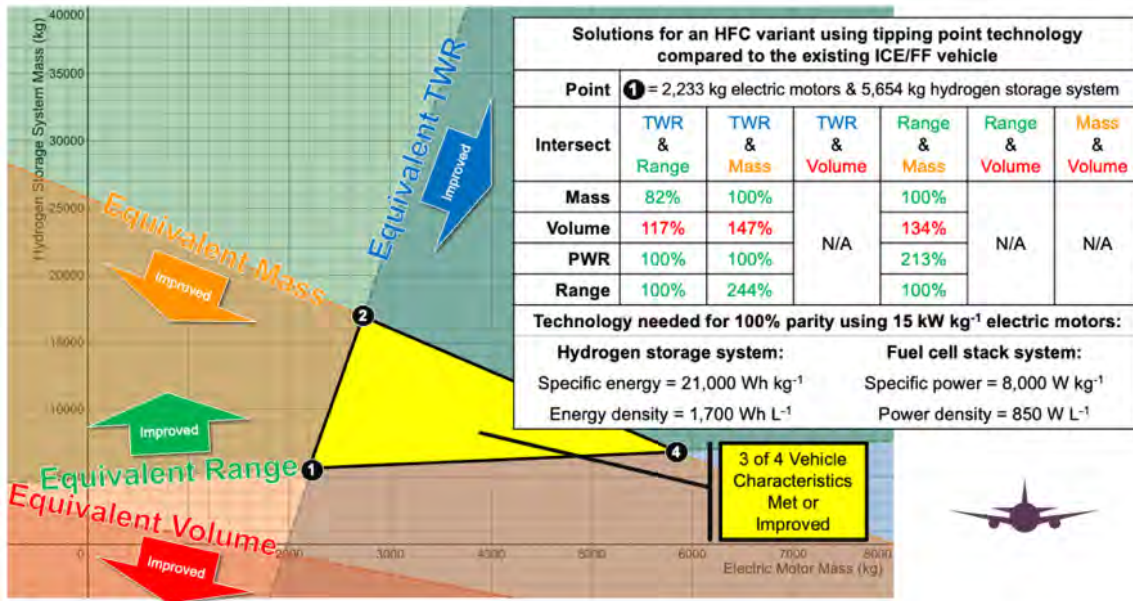 40000
35000
30000
25000
20000
15000
10000
Hydrogen Storage System Mass (kg)
Equivalent TWR
Improved
Equivalent Mass
Improved
Improved
Equivalent Range
Equivalent Volume
Improved
1
2
4
0
2000
4000
6000
7000
8000
Electric Motor Mass (kg)
3 of 4 Vehicle
Characteristics
Met or
Improved
Solutions for an HFC variant using tipping point technology
compared to the existing ICE/FF vehicle
Point 1 = 2,233 kg electric motors & 5,654 kg hydrogen storage system
Intersect TWR & Range TWR & Mass TWR & Volume Range & Mass Range & Volume Mass & Volume
Mass 82% 100% N/A 100% N/A N/A
Volume 117% 147% 134%
PWR 100% 100% 213%
Range 100% 244% 100%
Technology needed for 100% parity using 15 kW kg⁻¹ electric motors:
Hydrogen storage system: Fuel cell stack system:
Specific energy = 21,000 Wh kg⁻¹ Specific power = 8,000 W kg⁻¹
Energy density = 1,700 Wh L⁻¹ Power density = 850 W L⁻¹